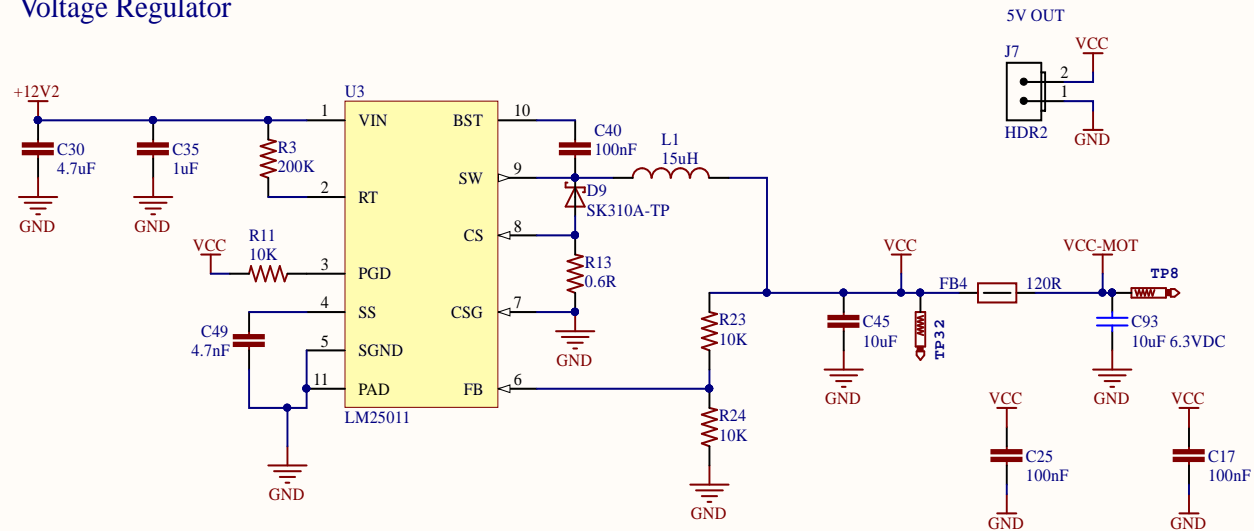 Voltage Regulator
5V OUT
J7
VCC
2
1
HDR2
GND
+12V2
C30
4.7uF
GND
C35
1uF
GND
R3
200K
U3
1
VIN
2
RT
3
PGD
4
SS
5
SGND
11
PAD
BST
10
SW
9
CS
8
CSG
7
FB
6
LM25011
VCC
R11
10K
C49
4.7nF
GND
C40
100nF
L1
15uH
D9
SK310A-TP
R13
0.6R
GND
R23
10K
R24
10K
GND
C45
10uF
GND
VCC
TP32
FB4
120R
VCC-MOT
TP8
C93
10uF 6.3VDC
GND
VCC
C25
100nF
GND
VCC
C17
100nF
GND